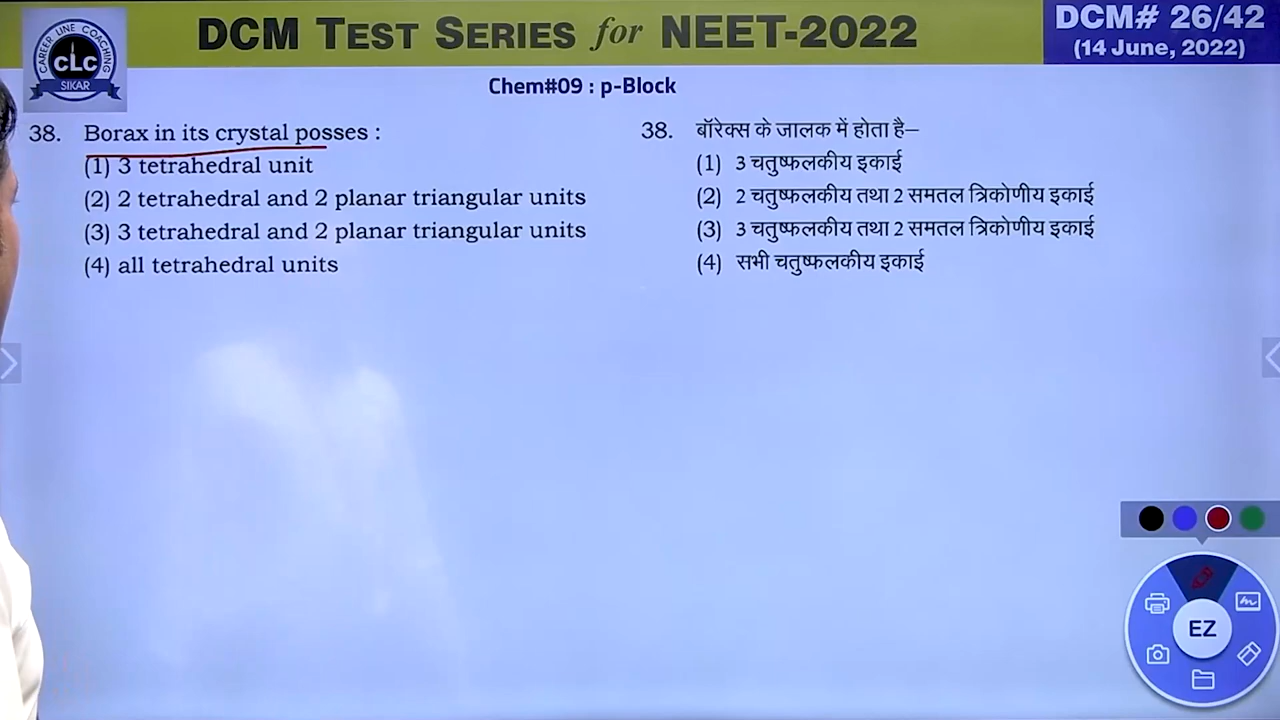 DCM TEST SERIES for NEET-2022
DCM# 26/42
(14 June, 2022)
CAREER LINE COACHING
CLC
SIKAR
Chem#09 : p-Block
38. Borax in its crystal posses :
(1) 3 tetrahedral unit
(2) 2 tetrahedral and 2 planar triangular units
(3) 3 tetrahedral and 2 planar triangular units
(4) all tetrahedral units
38. बॉरेक्स के जालक में होता है–
(1) 3 चतुष्फलकीय इकाई
(2) 2 चतुष्फलकीय तथा 2 समतल त्रिकोणीय इकाई
(3) 3 चतुष्फलकीय तथा 2 समतल त्रिकोणीय इकाई
(4) सभी चतुष्फलकीय इकाई
EZ